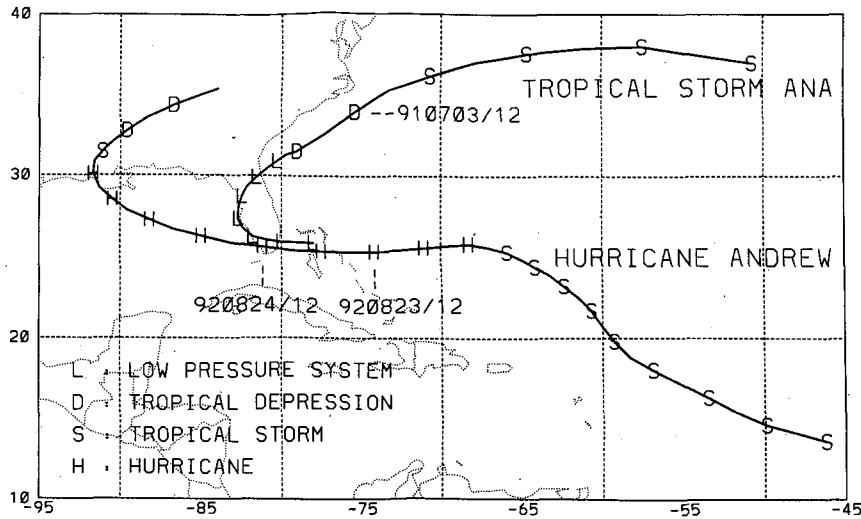 40
TROPICAL STORM ANA
--910703/12
30
HURRICANE ANDREW
920824/12 920823/12
20
L : LOW PRESSURE SYSTEM
D : TROPICAL DEPRESSION
S : TROPICAL STORM
H : HURRICANE
10
-95 -85 -75 -65 -55 -45
S S S S D D L L L L L L
D D S H H H H H H H H H H S S S S S S S S S